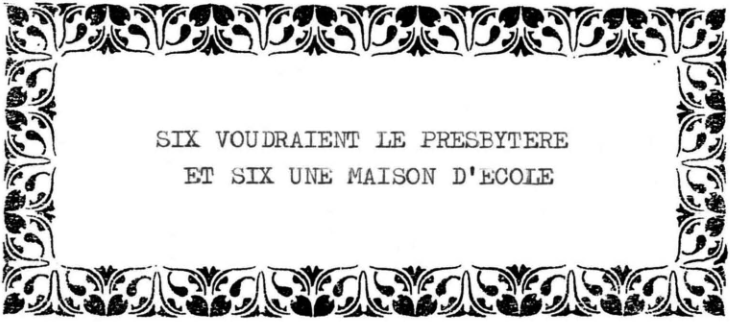 SIX VOUDRAIENT LE PRESBYTERE
ET SIX UNE MAISON D'ECOLE